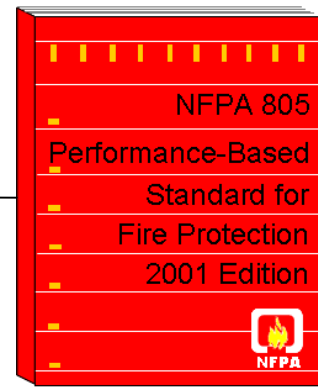 NFPA 805
Performance-Based
Standard for
Fire Protection
2001 Edition
NFPA